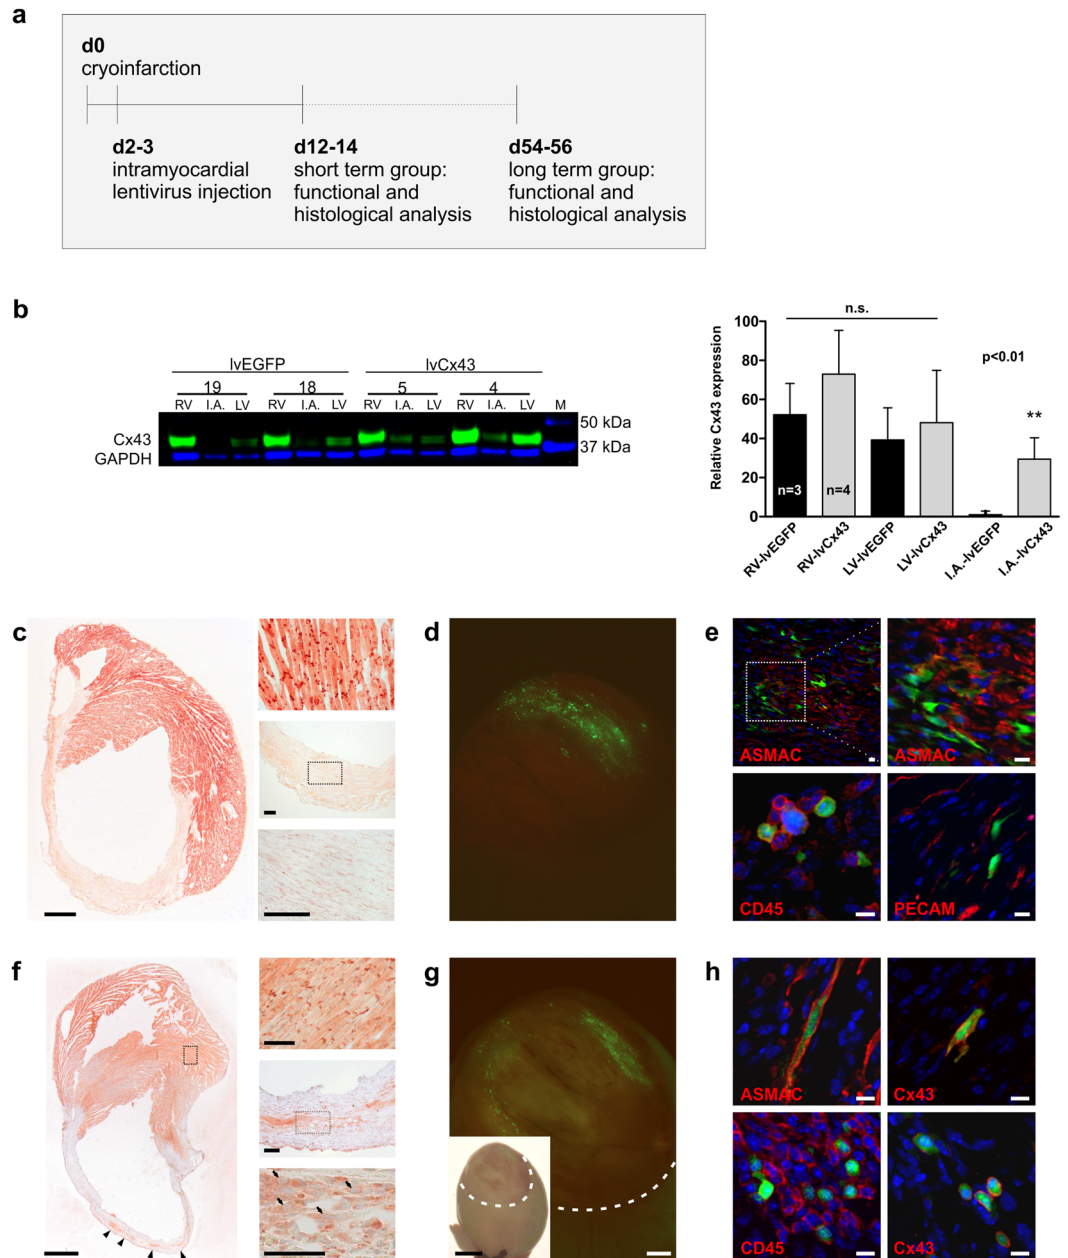 a
d0
cryoinfarction
d2-3
intramyocardial
lentivirus injection
d12-14
short term group:
functional and
histological analysis
d54-56
long term group:
functional and
histological analysis
b
lvEGFP
lvCx43
19
18
5
4
RV I.A. LV RV I.A. LV RV I.A. LV RV I.A. LV M
50 kDa
37 kDa
Cx43
GAPDH
n.s.
p<0.01
**
Relative Cx43 expression
100
80
60
40
20
0
n=3
n=4
RV-lvEGFP
RV-lvCx43
LV-lvEGFP
LV-lvCx43
I.A.-lvEGFP
I.A.-lvCx43
c
d
e
ASMAC
ASMAC
CD45
PECAM
f
g
h
ASMAC
Cx43
CD45
Cx43